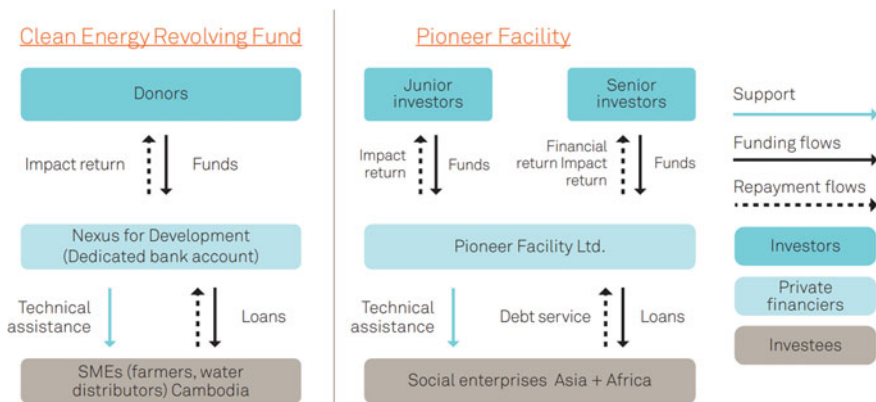 Clean Energy Revolving Fund
Donors
Impact return
Funds
Nexus for Development
(Dedicated bank account)
Technical
assistance
Loans
SMEs (farmers, water
distributors) Cambodia
Pioneer Facility
Junior
investors
Senior
investors
Impact
return
Funds
Financial
return Impact
return
Funds
Pioneer Facility Ltd.
Technical
assistance
Debt service
Loans
Social enterprises Asia + Africa
Support
Funding flows
Repayment flows
Investors
Private
financiers
Investees